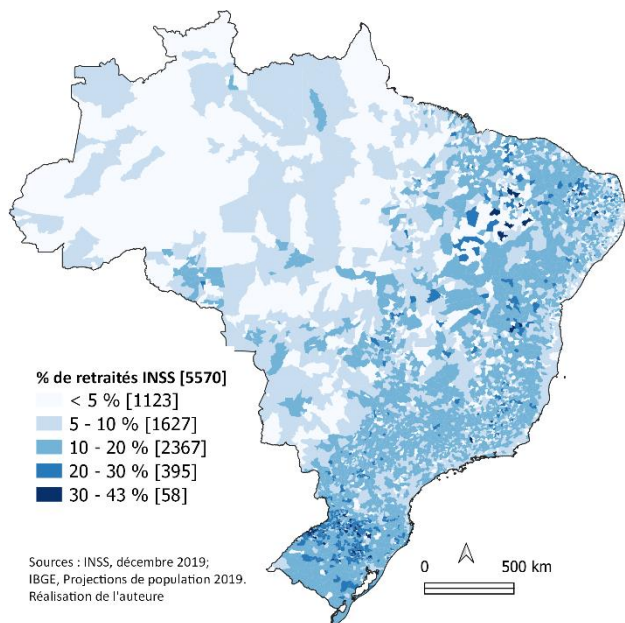 % de retraités INSS [5570]
< 5 % [1123]
5 - 10 % [1627]
10 - 20 % [2367]
20 - 30 % [395]
30 - 43 % [58]
Sources : INSS, décembre 2019;
IBGE, Projections de population 2019.
Réalisation de l'auteure
0 500 km